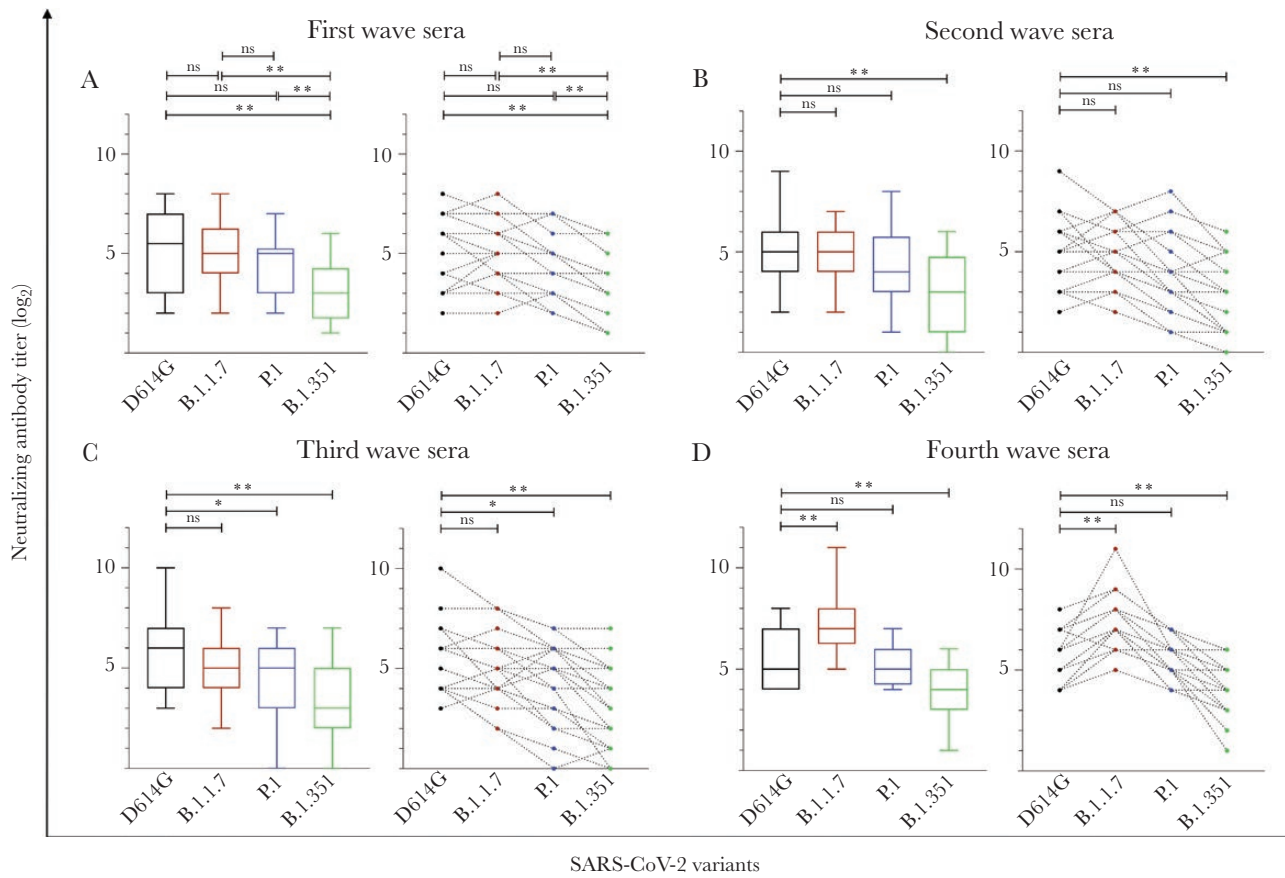 Neutralizing antibody titer (log2)
First wave sera
A
ns
ns
**
ns
**
**
10
5
D614G
B.1.1.7
P.1
B.1.351
ns
ns
**
ns
**
**
10
5
D614G
B.1.1.7
P.1
B.1.351
Second wave sera
B
**
ns
ns
10
5
D614G
B.1.1.7
P.1
B.1.351
**
ns
ns
10
5
D614G
B.1.1.7
P.1
B.1.351
Third wave sera
C
**
*
ns
10
5
D614G
B.1.1.7
P.1
B.1.351
**
*
ns
10
5
D614G
B.1.1.7
P.1
B.1.351
Fourth wave sera
D
**
ns
**
10
5
D614G
B.1.1.7
P.1
B.1.351
**
ns
**
10
5
D614G
B.1.1.7
P.1
B.1.351
SARS-CoV-2 variants